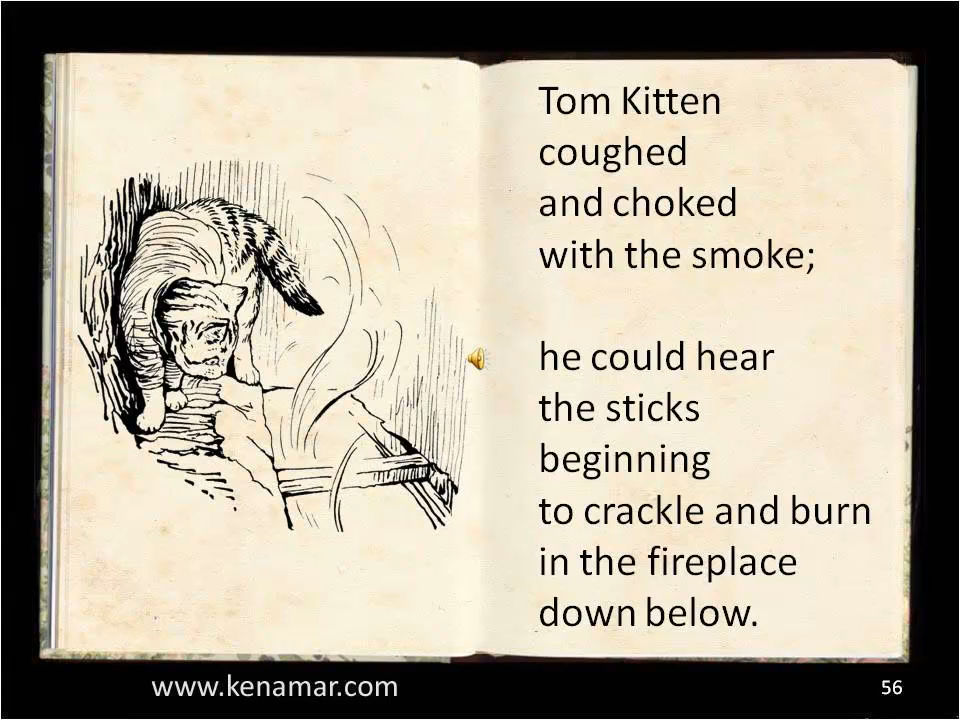 Tom Kitten
coughed
and choked
with the smoke;

he could hear
the sticks
beginning
to crackle and burn
in the fireplace
down below.
www.kenamar.com
56